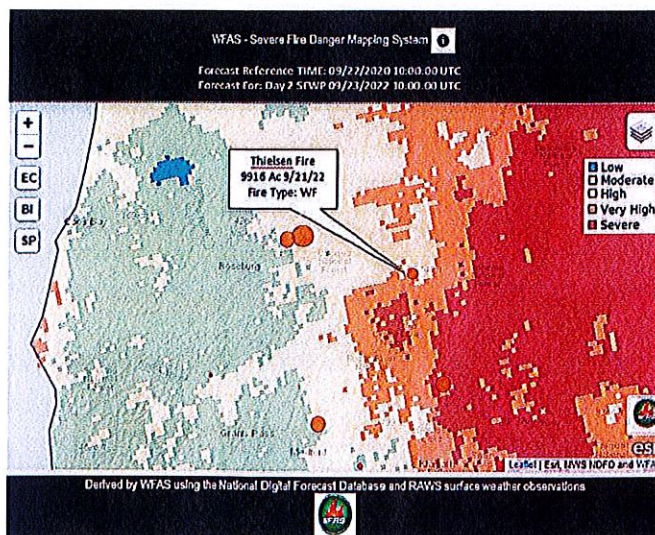 WFAS - Severe Fire Danger Mapping System
Forecast Reference TIME: 09/22/2020 10:00:00 UTC
Forecast For: Day 2 SFWP 09/23/2022 10:00:00 UTC
+
−
EC
BI
SP
Thielsen Fire
9916 Ac 9/21/22
Fire Type: WF
Low
Moderate
High
Very High
Severe
Roseburg
Grants Pass
esri
Leaflet | Esri, NWS NDFD and WFAS
Derived by WFAS using the National Digital Forecast Database and RAWS surface weather observations
WFAS